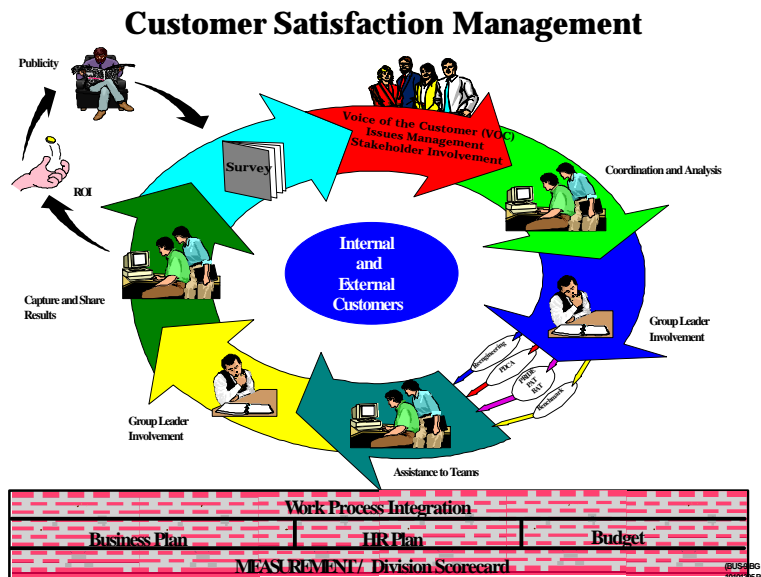 Customer Satisfaction Management
Publicity
Voice of the Customer (VOC)
Issues Management
Stakeholder Involvement
Survey
Coordination and Analysis
ROI
Internal
and
External
Customers
Capture and Share
Results
Group Leader
Involvement
Reengineering
PDCA
PAT
BAT
Benchmark
Group Leader
Involvement
Assistance to Teams
Work Process Integration
Business Plan
HR Plan
Budget
MEASUREMENT / Division Scorecard